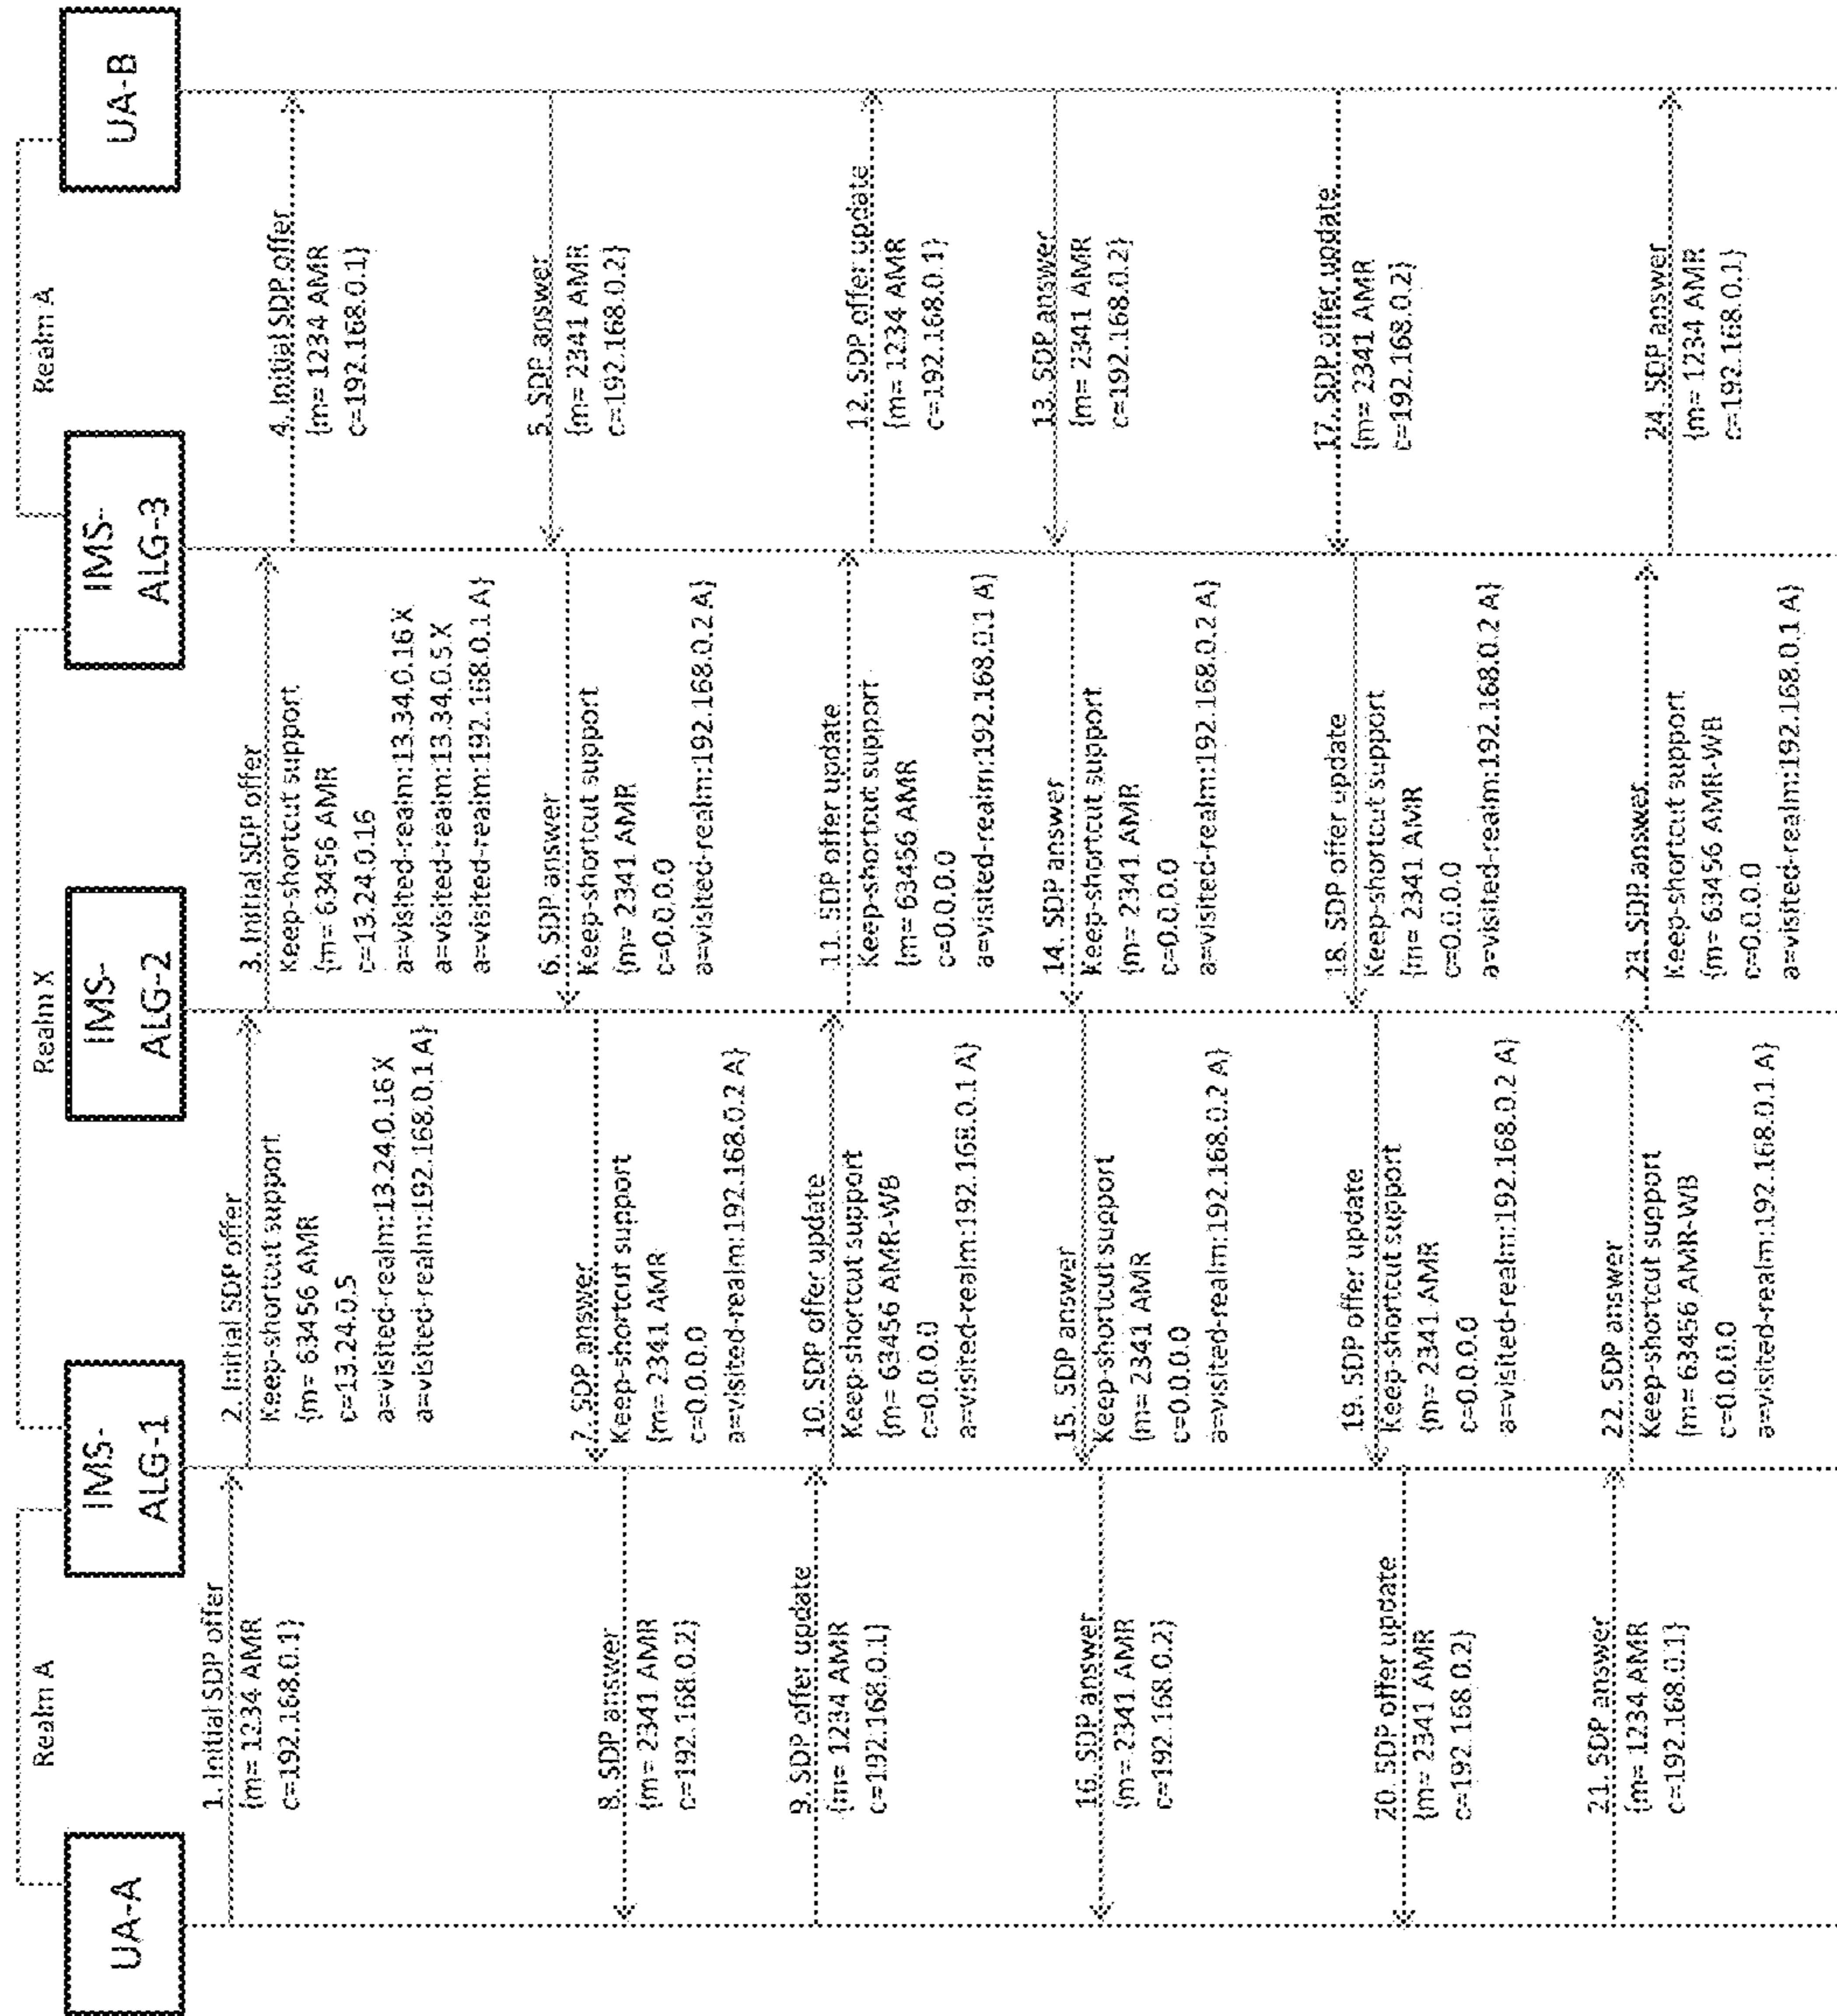 Realm A
Realm X
Realm A
UA-A
IMS-
ALG-1
IMS-
ALG-2
IMS-
ALG-3
UA-B
1. Initial SDP offer
{m= 1234 AMR
c=192.168.0.1}
2. Initial SDP offer
Keep-shortcut support
{m= 63456 AMR
c=13.24.0.5
a=visited-realm:13.24.0.16 X
a=visited-realm:192.168.0.1 A}
3. Initial SDP offer
Keep-shortcut support
{m= 63456 AMR
c=13.24.0.16
a=visited-realm:13.34.0.16 X
a=visited-realm:13.34.0.5 X
a=visited-realm:192.168.0.1 A}
4. Initial SDP offer
{m= 1234 AMR
c=192.168.0.1}
5. SDP answer
{m= 2341 AMR
c=192.168.0.2}
6. SDP answer
Keep-shortcut support
{m= 2341 AMR
c=0.0.0.0
a=visited-realm:192.168.0.2 A}
7. SDP answer
Keep-shortcut support
{m= 2341 AMR
c=0.0.0.0
a=visited-realm:192.168.0.2 A}
8. SDP answer
{m= 2341 AMR
c=192.168.0.2}
9. SDP offer update
{m= 1234 AMR
c=192.168.0.1}
10. SDP offer update
Keep-shortcut support
{m= 63456 AMR-WB
c=0.0.0.0
a=visited-realm:192.168.0.1 A}
11. SDP offer update
Keep-shortcut support
{m= 63456 AMR
c=0.0.0.0
a=visited-realm:192.168.0.1 A}
12. SDP offer update
{m= 1234 AMR
c=192.168.0.1}
13. SDP answer
{m= 2341 AMR
c=192.168.0.2}
14. SDP answer
Keep-shortcut support
{m= 2341 AMR
c=0.0.0.0
a=visited-realm:192.168.0.2 A}
15. SDP answer
Keep-shortcut support
{m= 2341 AMR
c=0.0.0.0
a=visited-realm:192.168.0.2 A}
16. SDP answer
{m= 2341 AMR
c=192.168.0.2}
17. SDP offer update
{m= 2341 AMR
c=192.168.0.2}
18. SDP offer update
Keep-shortcut support
{m= 2341 AMR
c=0.0.0.0
a=visited-realm:192.168.0.2 A}
19. SDP offer update
Keep-shortcut support
{m= 2341 AMR
c=0.0.0.0
a=visited-realm:192.168.0.2 A}
20. SDP offer update
{m= 2341 AMR
c=192.168.0.2}
21. SDP answer
{m= 1234 AMR
c=192.168.0.1}
22. SDP answer
Keep-shortcut support
{m= 63456 AMR-WB
c=0.0.0.0
a=visited-realm:192.168.0.1 A}
23. SDP answer
Keep-shortcut support
{m= 63456 AMR-WB
c=0.0.0.0
a=visited-realm:192.168.0.1 A}
24. SDP answer
{m= 1234 AMR
c=192.168.0.1}